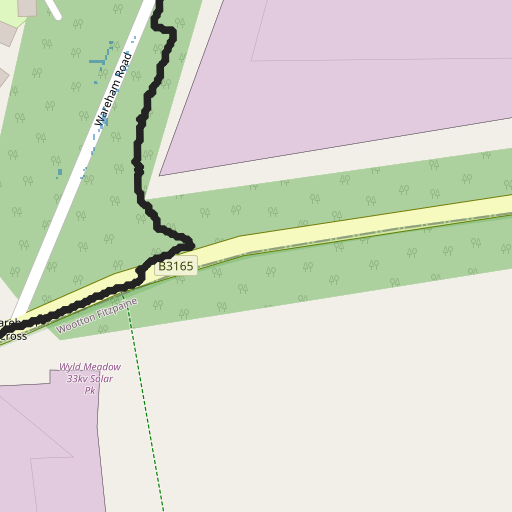 Wareham Road
B3165
Wootton Fitzpaine
Cross
Wyld Meadow
33kv Solar
Pk